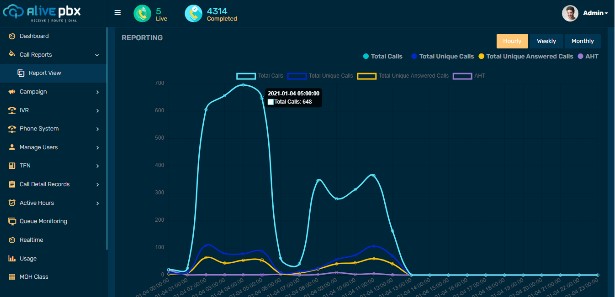 Alive pbx
5
Live
4314
Completed
Admin
Dashboard
Call Reports
Report View
Campaign
IVR
Phone System
Manage Users
TFN
Call Detail Records
Active Hours
Queue Monitoring
Realtime
Usage
MOH Class
REPORTING
Hourly
Weekly
Monthly
Total Calls
Total Unique Calls
Total Unique Answered Calls
AHT
Total Calls
Total Unique Calls
Total Unique Answered Calls
AHT
2021-01-04 05:00:00
Total Calls: 648
700
600
500
400
300
200
100
0